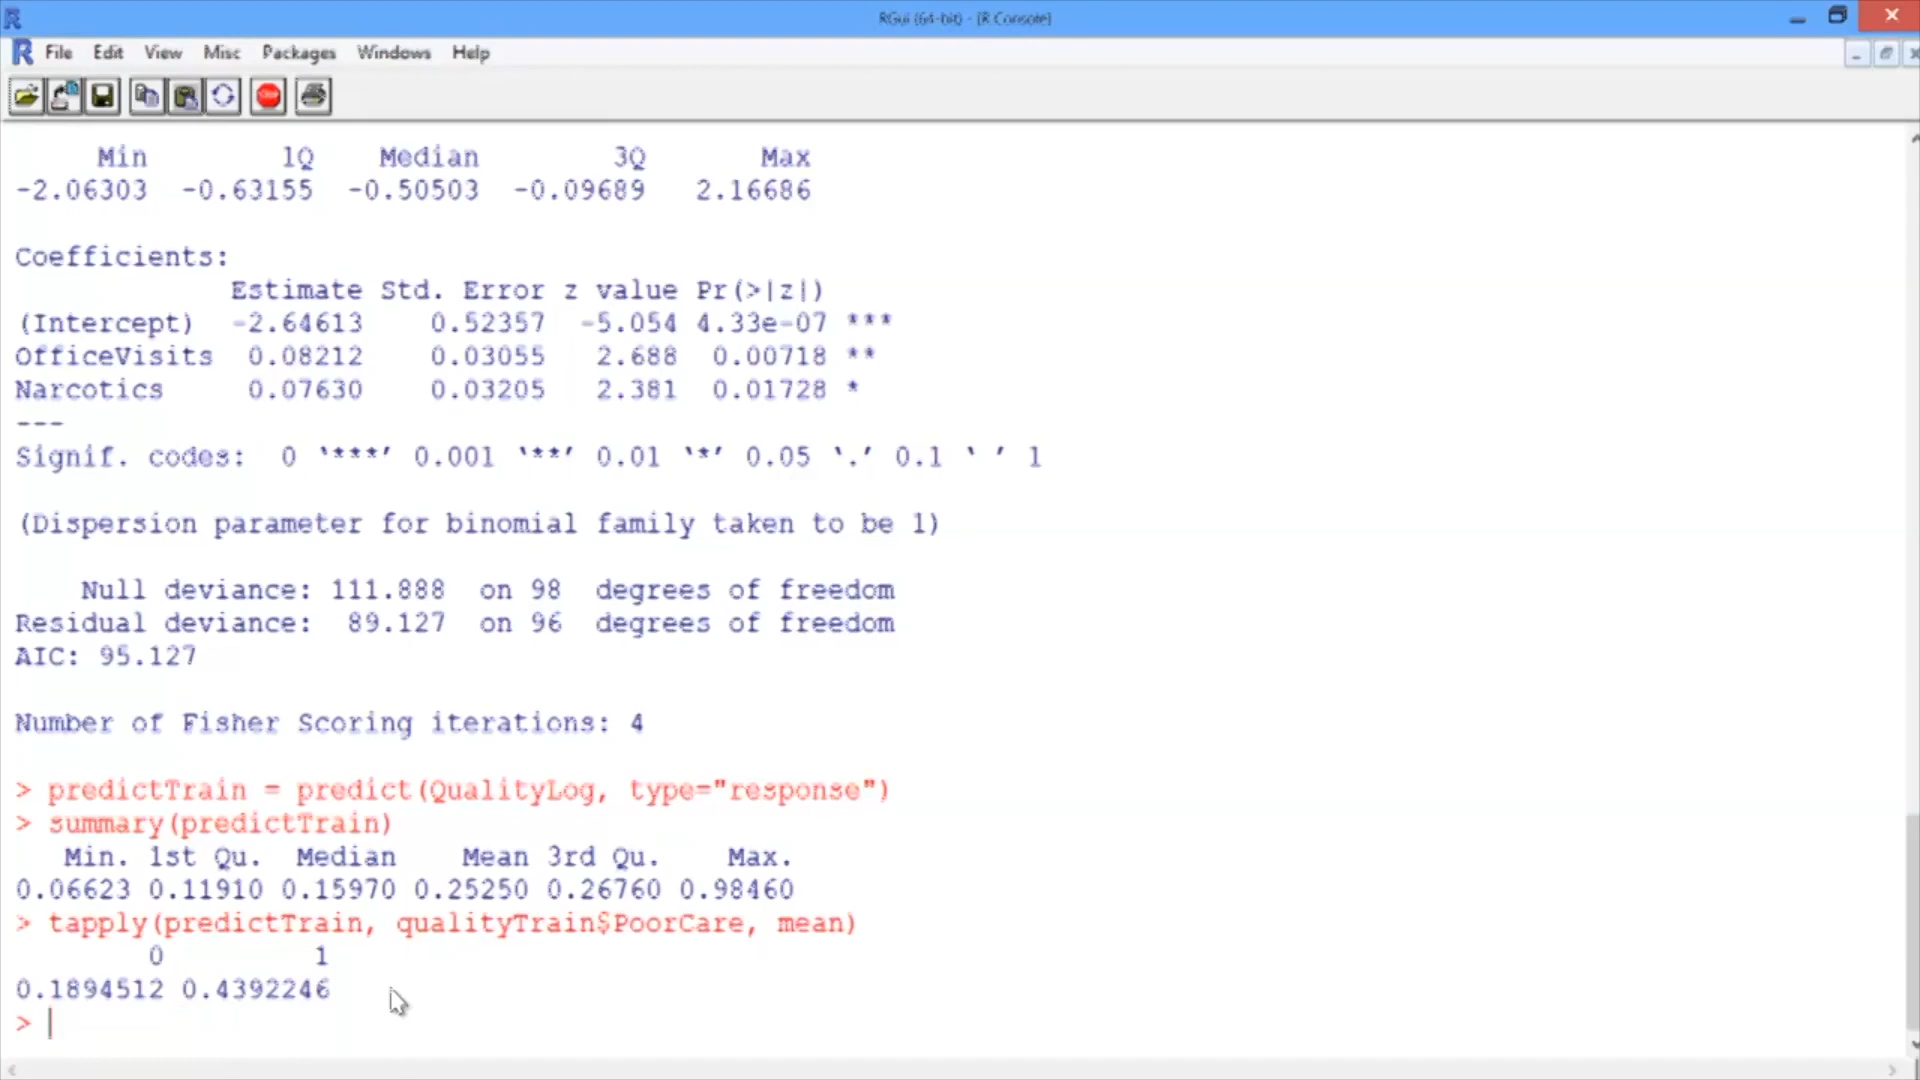 RGui (64-bit) - [R Console]
File Edit View Misc Packages Windows Help
STOP
Min 1Q Median 3Q Max
-2.06303 -0.63155 -0.50503 -0.09689 2.16686
Coefficients:
Estimate Std. Error z value Pr(>|z|)
(Intercept) -2.64613 0.52357 -5.054 4.33e-07 ***
OfficeVisits 0.08212 0.03055 2.688 0.00718 **
Narcotics 0.07630 0.03205 2.381 0.01728 *
---
Signif. codes: 0 ‘***’ 0.001 ‘**’ 0.01 ‘*’ 0.05 ‘.’ 0.1 ‘ ’ 1
(Dispersion parameter for binomial family taken to be 1)
Null deviance: 111.888 on 98 degrees of freedom
Residual deviance: 89.127 on 96 degrees of freedom
AIC: 95.127
Number of Fisher Scoring iterations: 4
> predictTrain = predict(QualityLog, type="response")
> summary(predictTrain)
Min. 1st Qu. Median Mean 3rd Qu. Max.
0.06623 0.11910 0.15970 0.25250 0.26760 0.98460
> tapply(predictTrain, qualityTrain$PoorCare, mean)
0 1
0.1894512 0.4392246
>